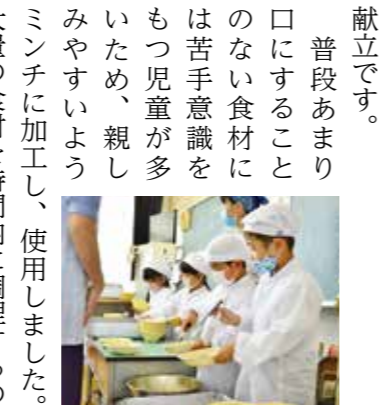 献立です。
　普段あまり
口にすること
のない食材に
は苦手意識を
もつ児童が多
いため、親し
みやすいよう
ミンチに加工し、使用しました。